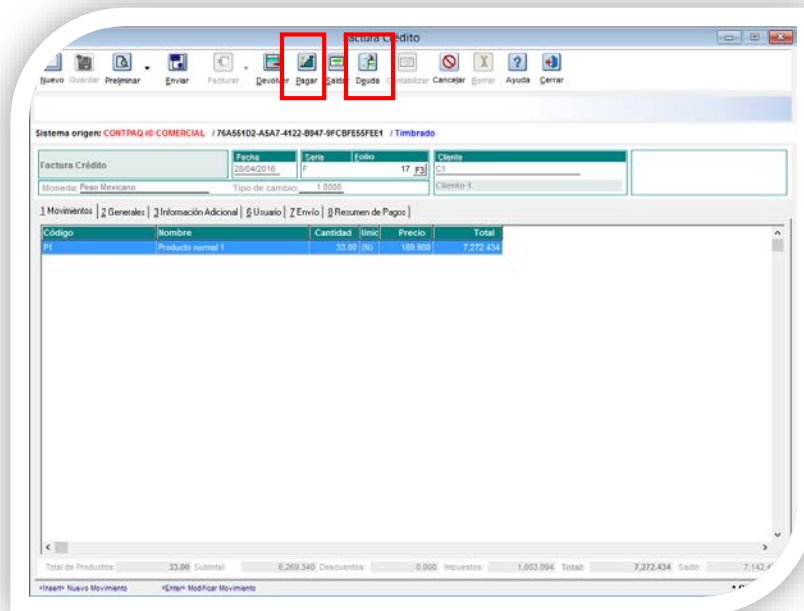 Factura Crédito
Nuevo Guardar Preliminar Enviar Facturar Devolver Pagar Saldar Deuda Contabilizar Cancelar Borrar Ayuda Cerrar
Sistema origen: CONTPAQ i® COMERCIAL / 76A551D2-A5A7-4122-B947-9FCBFE55FEE1 / Timbrado
Factura Crédito
Fecha Serie Folio Cliente
28/04/2016 F 17 F3 C1
Moneda: Peso Mexicano Tipo de cambio: 1.0000 Cliente 1
1 Movimientos 2 Generales 3 Información Adicional 6 Usuario 7 Envío 8 Resumen de Pagos
Código Nombre Cantidad Unic Precio Total
P1 Producto normal 1 33.00 (N) 189.980 7,272.434
Total de Productos: 33.00 Subtotal: 6,269.340 Descuentos: 0.000 Impuestos: 1,003.094 Total: 7,272.434 Saldo:
<Insert> Nuevo Movimiento <Enter> Modificar Movimiento